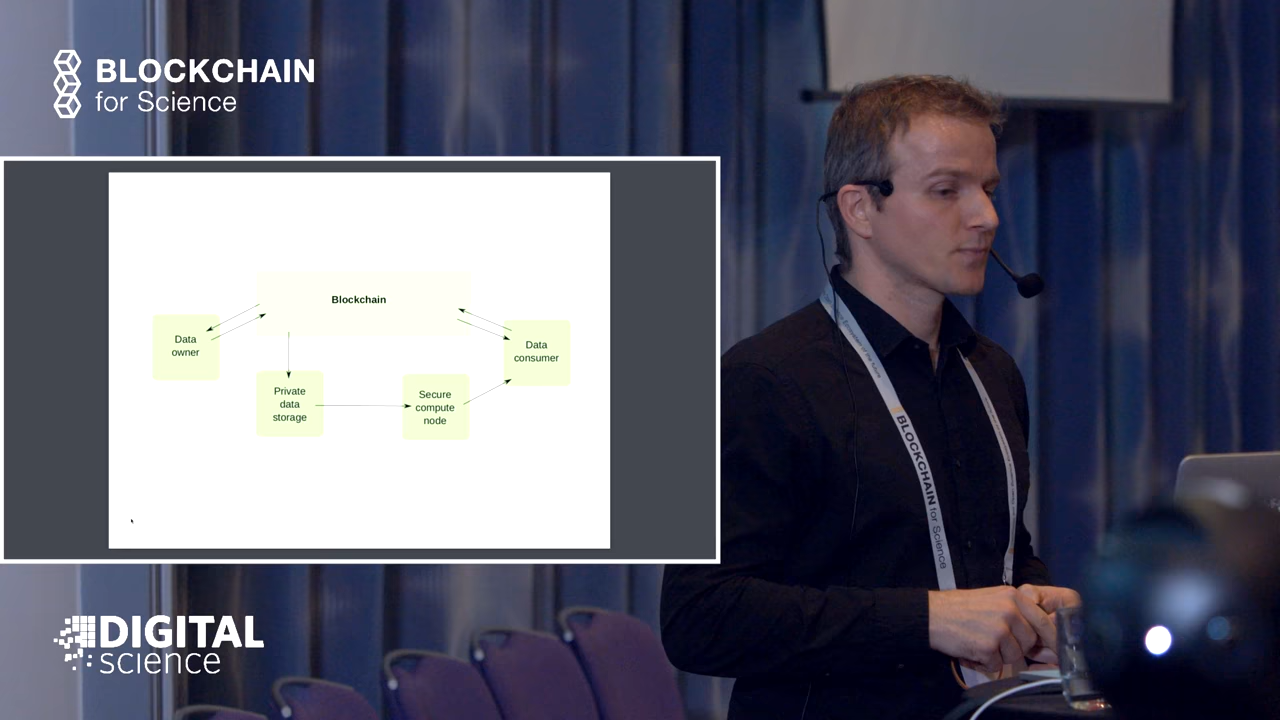 BLOCKCHAIN
for Science
Blockchain
Data
owner
Data
consumer
Private
data
storage
Secure
compute
node
BLOCKCHAIN for Science
DIGITAL
science